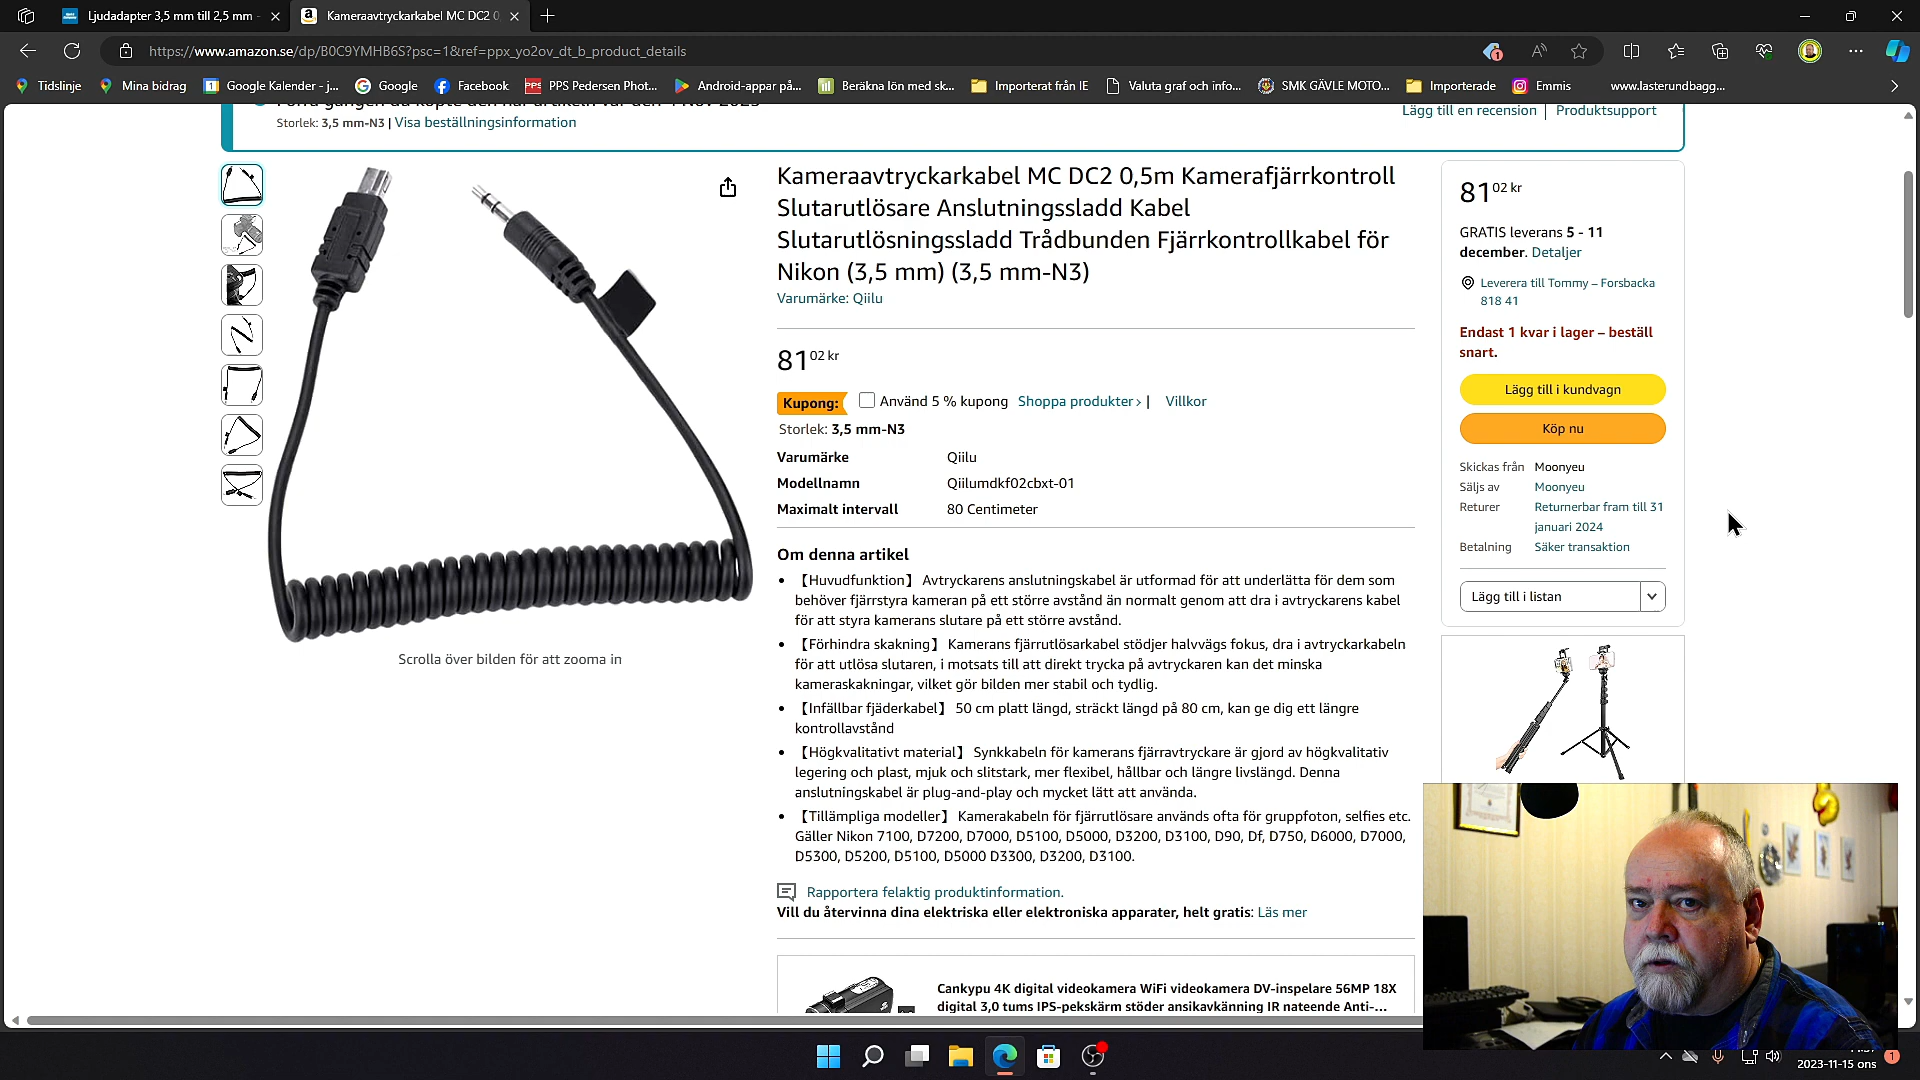 Ljudadapter 3,5 mm till 2,5 mm -
Kameraavtryckarkabel MC DC2 0,
https://www.amazon.se/dp/B0C9YMHB6S?psc=1&ref=ppx_yo2ov_dt_b_product_details
Tidslinje
Mina bidrag
Google Kalender - j...
Google
Facebook
PPS Pedersen Phot...
Android-appar på...
Beräkna lön med sk...
Importerat från IE
Valuta graf och info...
SMK GÄVLE MOTO...
Importerade
Emmis
www.lasterundbagg...
Storlek: 3,5 mm-N3 | Visa beställningsinformation
Lägg till en recension
Produktsupport
Kameraavtryckarkabel MC DC2 0,5m Kamerafjärrkontroll
Slutarutlösare Anslutningssladd Kabel
Slutarutlösningssladd Trådbunden Fjärrkontrollkabel för
Nikon (3,5 mm) (3,5 mm-N3)
Varumärke: Qiilu
81 02 kr
Kupong: Använd 5 % kupong Shoppa produkter › | Villkor
Storlek: 3,5 mm-N3
Varumärke Qiilu
Modellnamn Qiilumdkf02cbxt-01
Maximalt intervall 80 Centimeter
Om denna artikel
• 【Huvudfunktion】 Avtryckarens anslutningskabel är utformad för att underlätta för dem som
behöver fjärrstyra kameran på ett större avstånd än normalt genom att dra i avtryckarens kabel
för att styra kamerans slutare på ett större avstånd.
• 【Förhindra skakning】 Kamerans fjärrutlösarkabel stödjer halvvägs fokus, dra i avtryckarkabeln
för att utlösa slutaren, i motsats till att direkt trycka på avtryckaren kan det minska
kameraskakningar, vilket gör bilden mer stabil och tydlig.
• 【Infällbar fjäderkabel】 50 cm platt längd, sträckt längd på 80 cm, kan ge dig ett längre
kontrollavstånd
• 【Högkvalitativt material】 Synkkabeln för kamerans fjärravtryckare är gjord av högkvalitativ
legering och plast, mjuk och slitstark, mer flexibel, hållbar och längre livslängd. Denna
anslutningskabel är plug-and-play och mycket lätt att använda.
• 【Tillämpliga modeller】 Kamerakabeln för fjärrutlösare används ofta för gruppfoton, selfies etc.
Gäller Nikon 7100, D7200, D7000, D5100, D5000, D3200, D3100, D90, Df, D750, D6000, D7000,
D5300, D5200, D5100, D5000 D3300, D3200, D3100.
Rapportera felaktig produktinformation.
Vill du återvinna dina elektriska eller elektroniska apparater, helt gratis: Läs mer
Cankypu 4K digital videokamera WiFi videokamera DV-inspelare 56MP 18X
digital 3,0 tums IPS-pekskärm stöder ansikavkänning IR nateende Anti-...
Scrolla över bilden för att zooma in
81 02 kr
GRATIS leverans 5 - 11
december. Detaljer
Leverera till Tommy – Forsbacka
818 41
Endast 1 kvar i lager – beställ
snart.
Lägg till i kundvagn
Köp nu
Skickas från Moonyeu
Säljs av Moonyeu
Returer Returnerbar fram till 31
januari 2024
Betalning Säker transaktion
Lägg till i listan
2023-11-15 ons